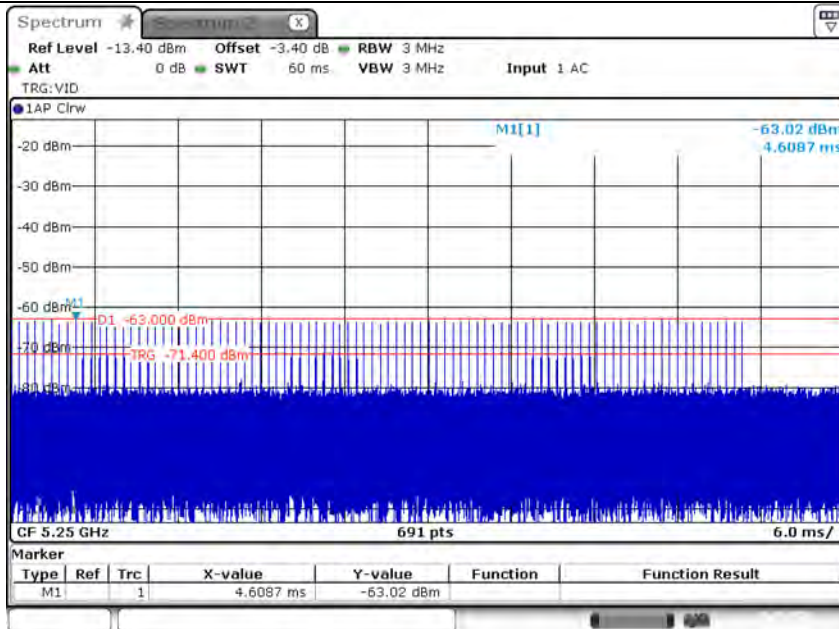 Spectrum
Spectrum 2 X
Ref Level -13.40 dBm Offset -3.40 dB RBW 3 MHz
Att 0 dB SWT 60 ms VBW 3 MHz Input 1 AC
TRG:VID
1AP Clrw
M1[1] -63.02 dBm
4.6087 ms
-20 dBm
-30 dBm
-40 dBm
-50 dBm
-60 dBm
M1
D1 -63.000 dBm
-70 dBm
TRG -71.400 dBm
-80 dBm
CF 5.25 GHz 691 pts 6.0 ms/
Marker
Type Ref Trc X-value Y-value Function Function Result
M1 1 4.6087 ms -63.02 dBm